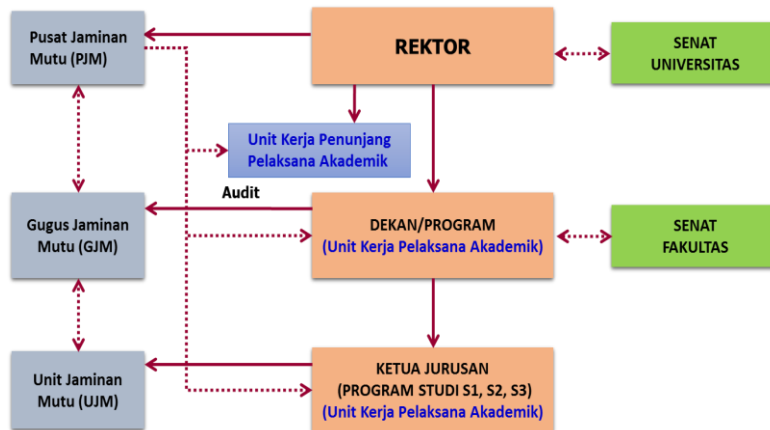 Pusat Jaminan
Mutu (PJM)
REKTOR
SENAT
UNIVERSITAS
Unit Kerja Penunjang
Pelaksana Akademik
Audit
Gugus Jaminan
Mutu (GJM)
DEKAN/PROGRAM
(Unit Kerja Pelaksana Akademik)
SENAT
FAKULTAS
Unit Jaminan
Mutu (UJM)
KETUA JURUSAN
(PROGRAM STUDI S1, S2, S3)
(Unit Kerja Pelaksana Akademik)